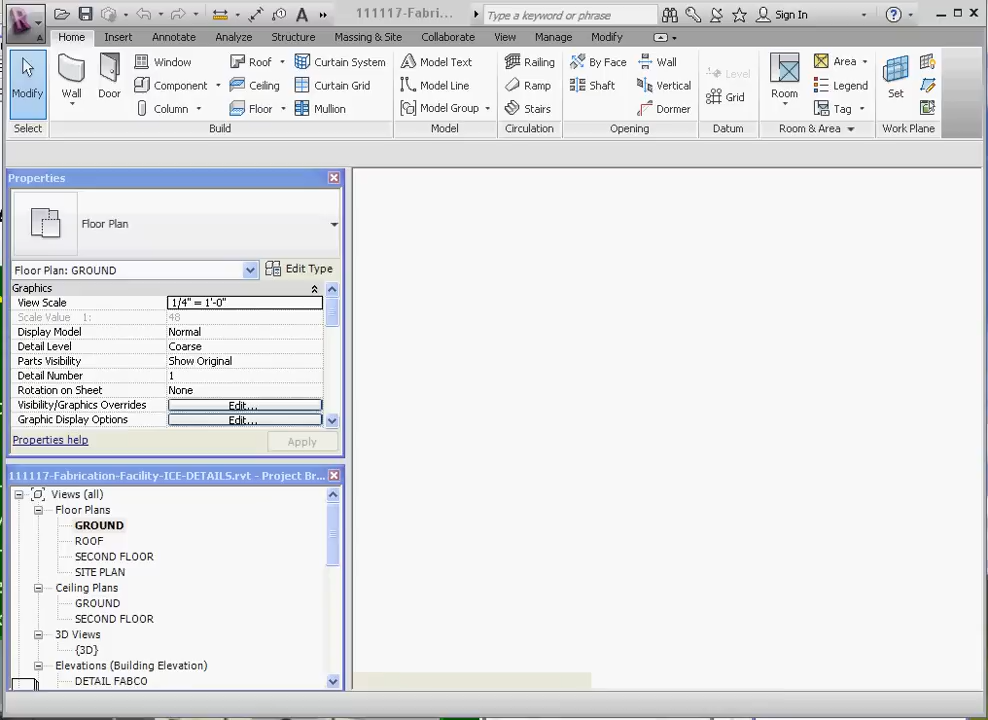 111117-Fabri...
Type a keyword or phrase
Sign In
Home Insert Annotate Analyze Structure Massing & Site Collaborate View Manage Modify
Modify
Wall
Door
Window
Component
Column
Roof
Ceiling
Floor
Curtain System
Curtain Grid
Mullion
Model Text
Model Line
Model Group
Railing
Ramp
Stairs
By Face
Shaft
Wall
Vertical
Dormer
Level
Grid
Room
Area
Legend
Tag
Set
Select Build Model Circulation Opening Datum Room & Area Work Plane
Properties
Floor Plan
Floor Plan: GROUND Edit Type
Graphics
View Scale 1/4" = 1'-0"
Scale Value 1: 48
Display Model Normal
Detail Level Coarse
Parts Visibility Show Original
Detail Number 1
Rotation on Sheet None
Visibility/Graphics Overrides Edit...
Graphic Display Options Edit...
Properties help Apply
111117-Fabrication-Facility-ICE-DETAILS.rvt - Project Br...
Views (all)
Floor Plans
GROUND
ROOF
SECOND FLOOR
SITE PLAN
Ceiling Plans
GROUND
SECOND FLOOR
3D Views
{3D}
Elevations (Building Elevation)
DETAIL FABCO